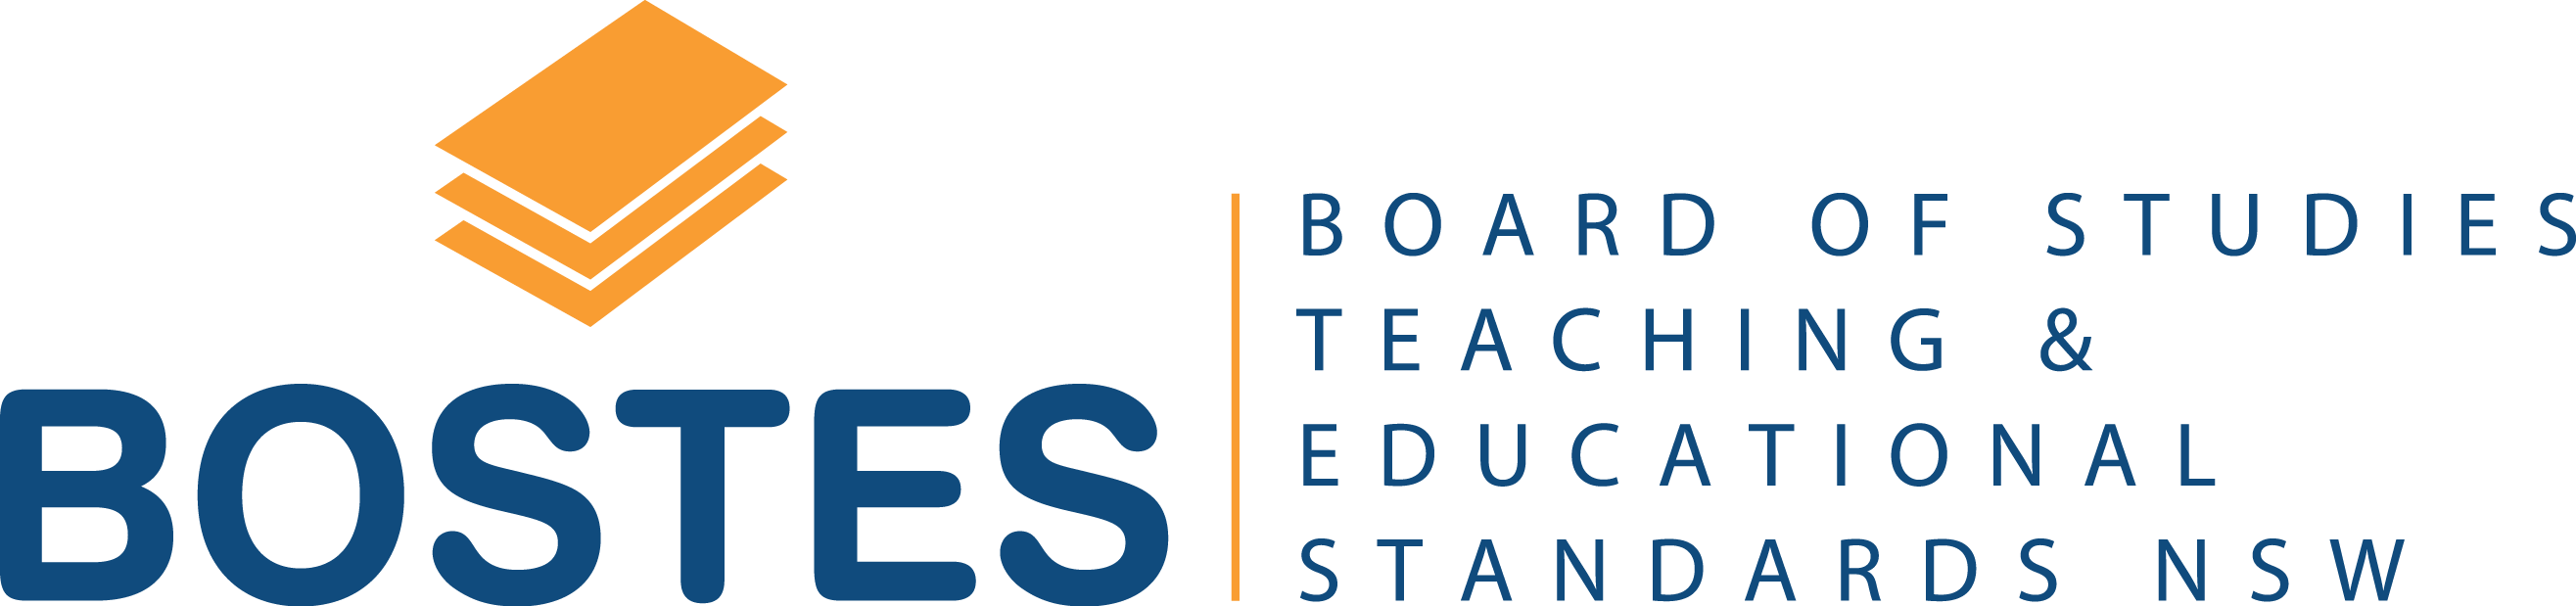 BOSTES
BOARD OF STUDIES
TEACHING &
EDUCATIONAL
STANDARDS NSW